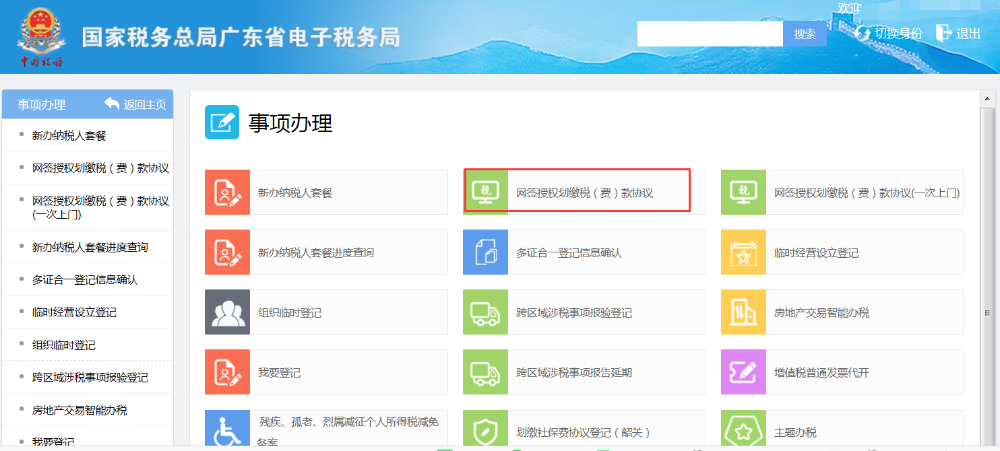 欢迎
中国税务
国家税务总局广东省电子税务局
搜索
切换身份
退出
事项办理
返回主页
新办纳税人套餐
网签授权划缴税（费）款协议
网签授权划缴税（费）款协议
(一次上门)
新办纳税人套餐进度查询
多证合一登记信息确认
临时经营设立登记
组织临时登记
跨区域涉税事项报验登记
房地产交易智能办税
我要登记
事项办理
新办纳税人套餐
税
网签授权划缴税（费）款协议
税
网签授权划缴税（费）款协议(一次上门)
新办纳税人套餐进度查询
多证合一登记信息确认
临时经营设立登记
组织临时登记
跨区域涉税事项报验登记
房地产交易智能办税
我要登记
跨区域涉税事项报告延期
增值税普通发票代开
残疾、孤老、烈属减征个人所得税减免
备案
划缴社保费协议登记（韶关）
主题办税